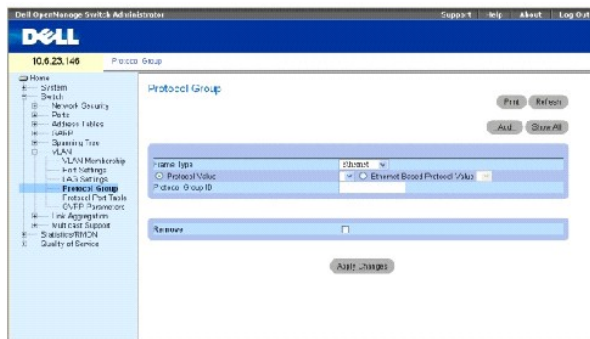 Dell OpenManage Switch Administrator
Support Help About Log Out
DELL
10.6.23.146
Protocol Group
Home
System
Switch
Network Security
Ports
Address Tables
GARP
Spanning Tree
VLAN
VLAN Membership
Port Settings
LAG Settings
Protocol Group
Protocol Port Table
GVRP Parameters
Link Aggregation
Multicast Support
Statistics/RMON
Quality of Service
Protocol Group
Print Refresh
Add Show All
Frame Type Ethernet
Protocol Value Ethernet Based Protocol Value
Protocol Group ID
Remove
Apply Changes